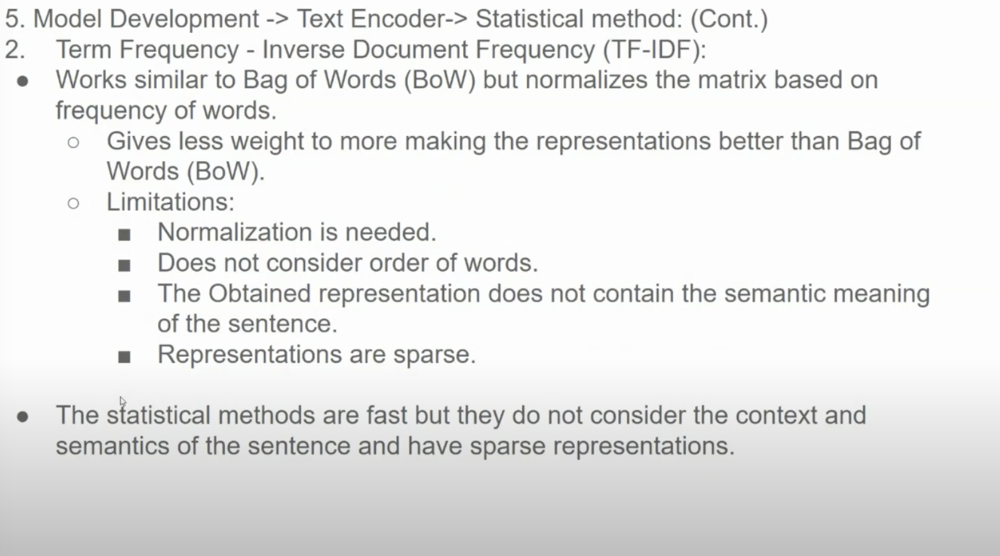 5. Model Development -> Text Encoder-> Statistical method: (Cont.)
2. Term Frequency - Inverse Document Frequency (TF-IDF):
● Works similar to Bag of Words (BoW) but normalizes the matrix based on
frequency of words.
○ Gives less weight to more making the representations better than Bag of
Words (BoW).
○ Limitations:
■ Normalization is needed.
■ Does not consider order of words.
■ The Obtained representation does not contain the semantic meaning
of the sentence.
■ Representations are sparse.
● The statistical methods are fast but they do not consider the context and
semantics of the sentence and have sparse representations.